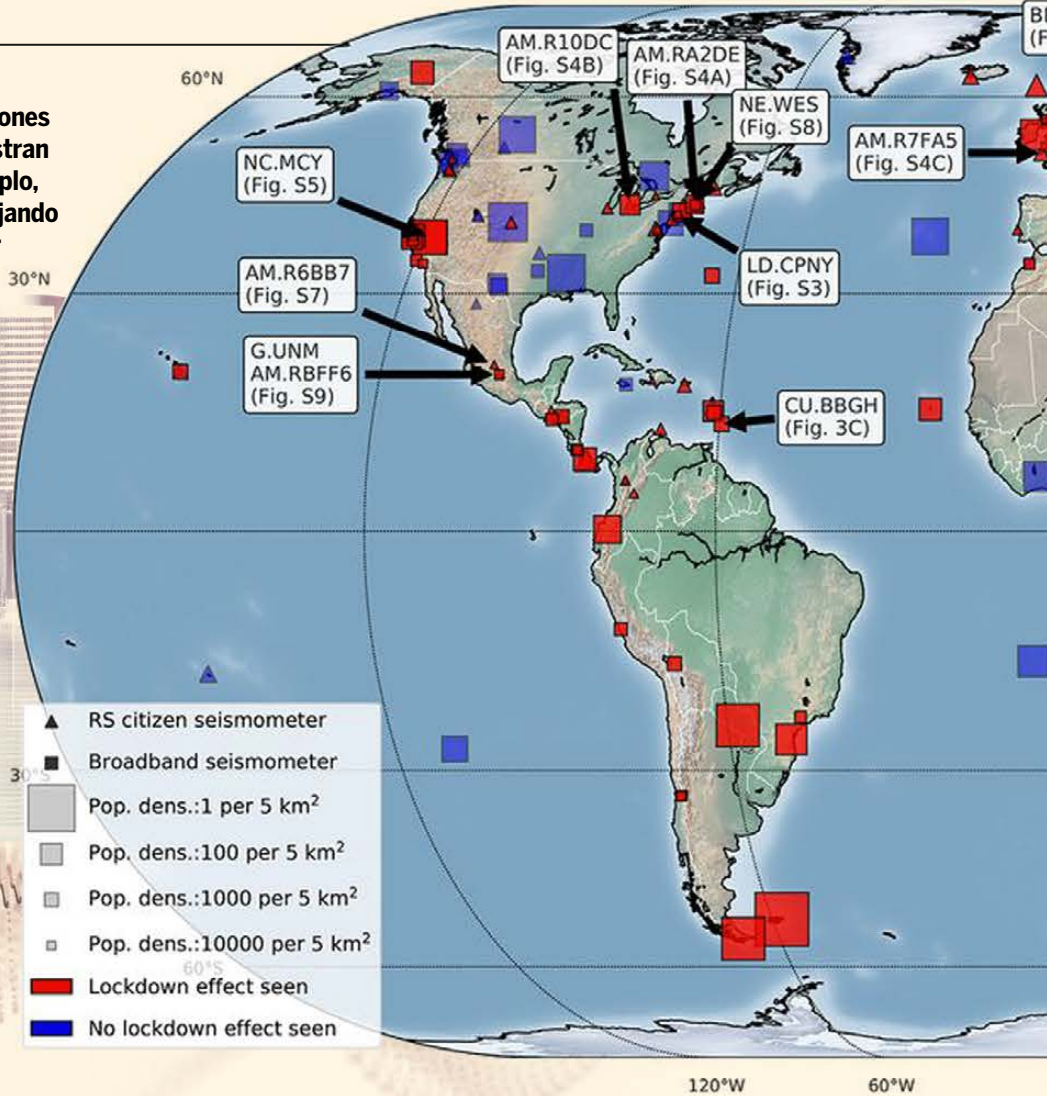 ones
stran
plo,
jando
60°N
30°N
30°S
60°S
120°W
60°W
AM.R10DC
(Fig. S4B)
AM.RA2DE
(Fig. S4A)
NE.WES
(Fig. S8)
AM.R7FA5
(Fig. S4C)
NC.MCY
(Fig. S5)
LD.CPNY
(Fig. S3)
AM.R6BB7
(Fig. S7)
G.UNM
AM.RBFF6
(Fig. S9)
CU.BBGH
(Fig. 3C)
RS citizen seismometer
Broadband seismometer
Pop. dens.:1 per 5 km²
Pop. dens.:100 per 5 km²
Pop. dens.:1000 per 5 km²
Pop. dens.:10000 per 5 km²
Lockdown effect seen
No lockdown effect seen